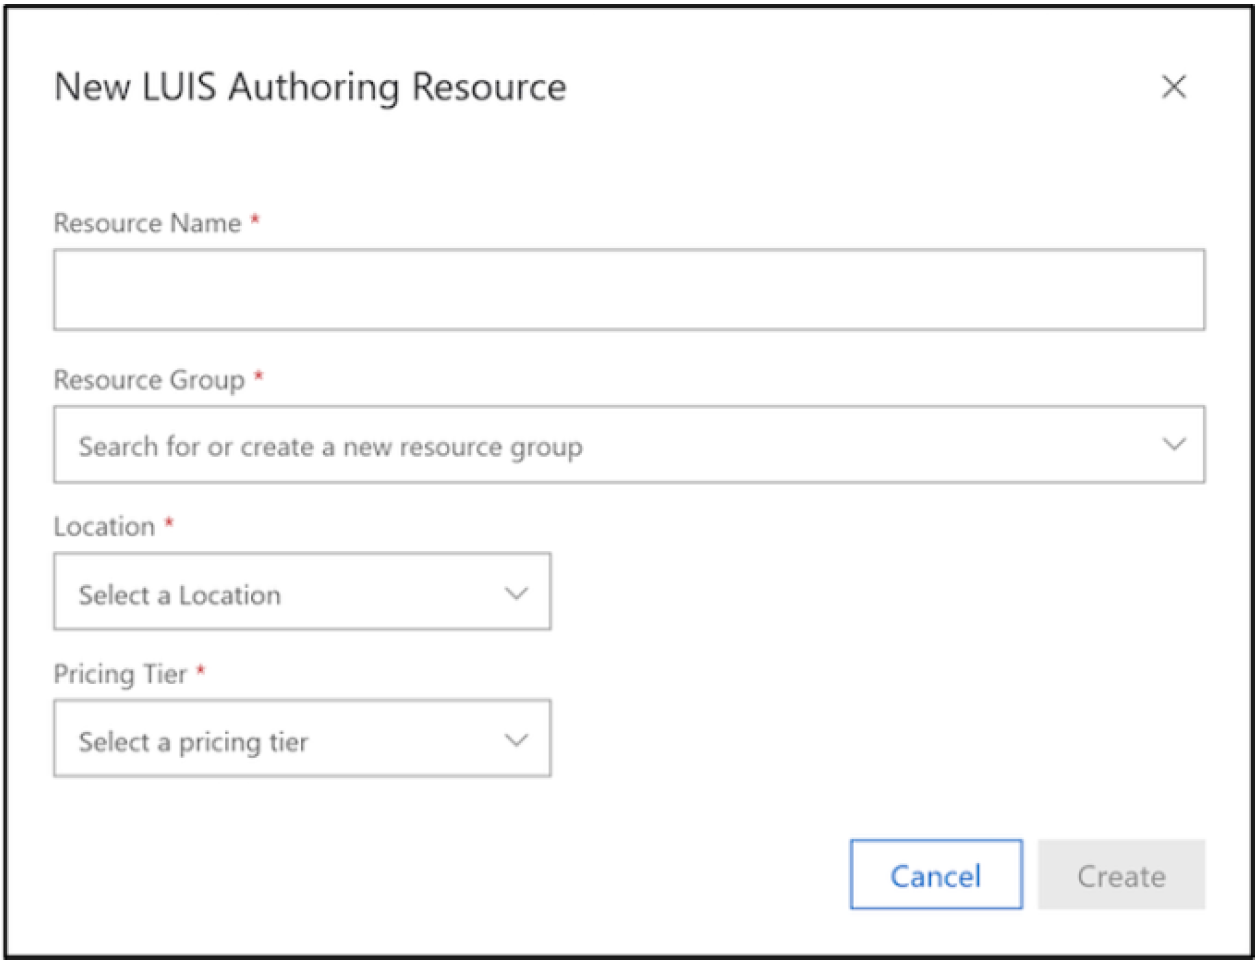 New LUIS Authoring Resource
Resource Name *
Resource Group *
Search for or create a new resource group
Location *
Select a Location
Pricing Tier *
Select a pricing tier
Cancel Create